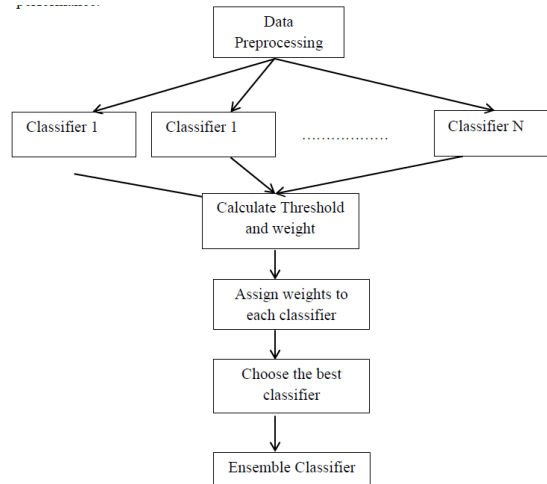 Data
Preprocessing
Classifier 1
Classifier 1
..................
Classifier N
Calculate Threshold
and weight
Assign weights to
each classifier
Choose the best
classifier
Ensemble Classifier